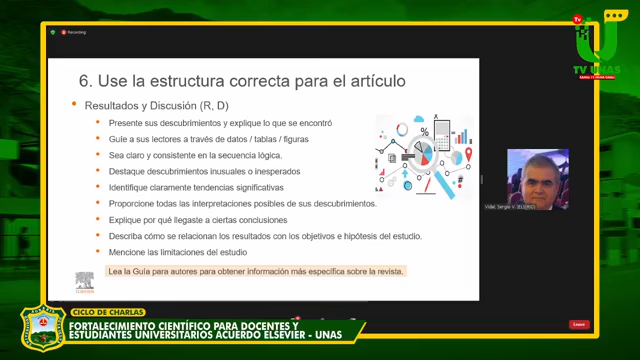 Recording
Tv
TV UNAS
6. Use la estructura correcta para el artículo
Resultados y Discusión (R, D)
Presente sus descubrimientos y explique lo que se encontró
Guíe a sus lectores a través de datos / tablas / figuras
Sea claro y consistente en la secuencia lógica.
Destaque descubrimientos inusuales o inesperados
Identifique claramente tendencias significativas
Proporcione todas las interpretaciones posibles de sus descubrimientos.
Explique por qué llegaste a ciertas conclusiones
Describa cómo se relacionan los resultados con los objetivos e hipótesis del estudio.
Mencione las limitaciones del estudio
Lea la Guía para autores para obtener información más específica sobre la revista.
ELSEVIER
Vidal, Sergio V. (ELS-RIO)
Leave
CICLO DE CHARLAS
FORTALECIMIENTO CIENTÍFICO PARA DOCENTES Y
ESTUDIANTES UNIVERSITARIOS ACUERDO ELSEVIER - UNAS